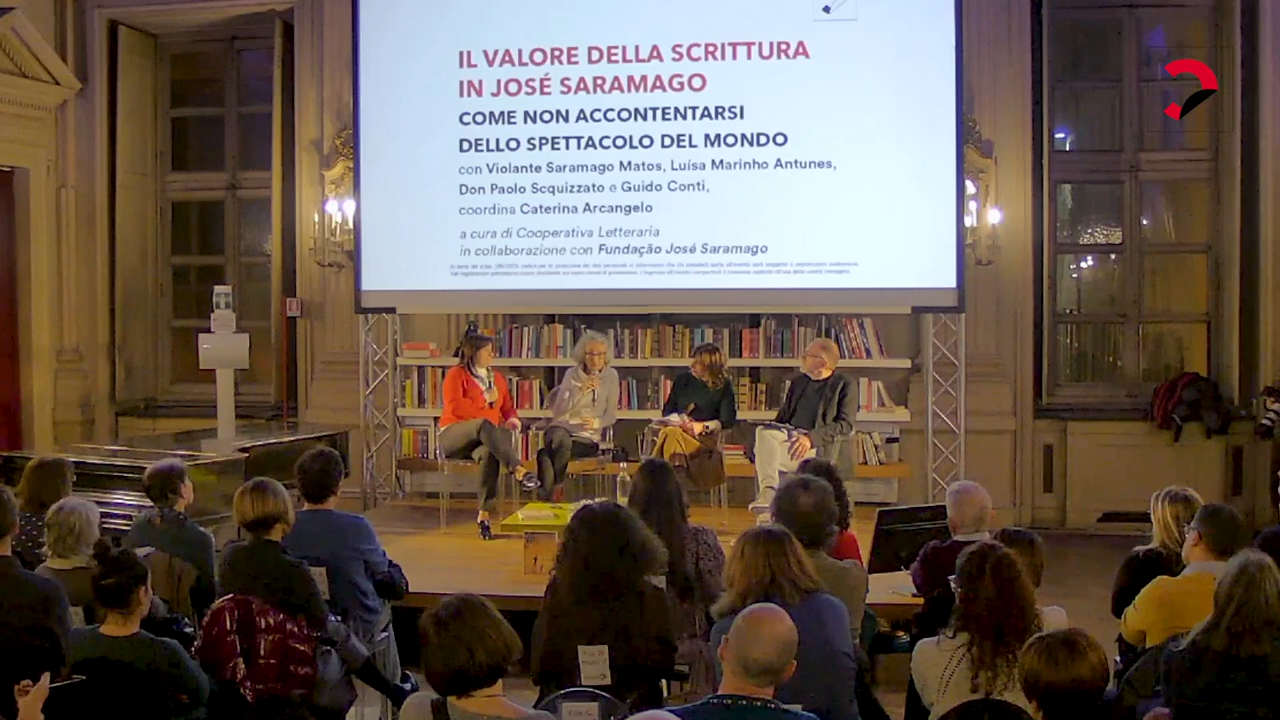 IL VALORE DELLA SCRITTURA
IN JOSÉ SARAMAGO
COME NON ACCONTENTARSI
DELLO SPETTACOLO DEL MONDO
con Violante Saramago Matos, Luísa Marinho Antunes,
Don Paolo Scquizzato e Guido Conti,
coordina Caterina Arcangelo
a cura di Cooperativa Letteraria
in collaborazione con Fundação José Saramago